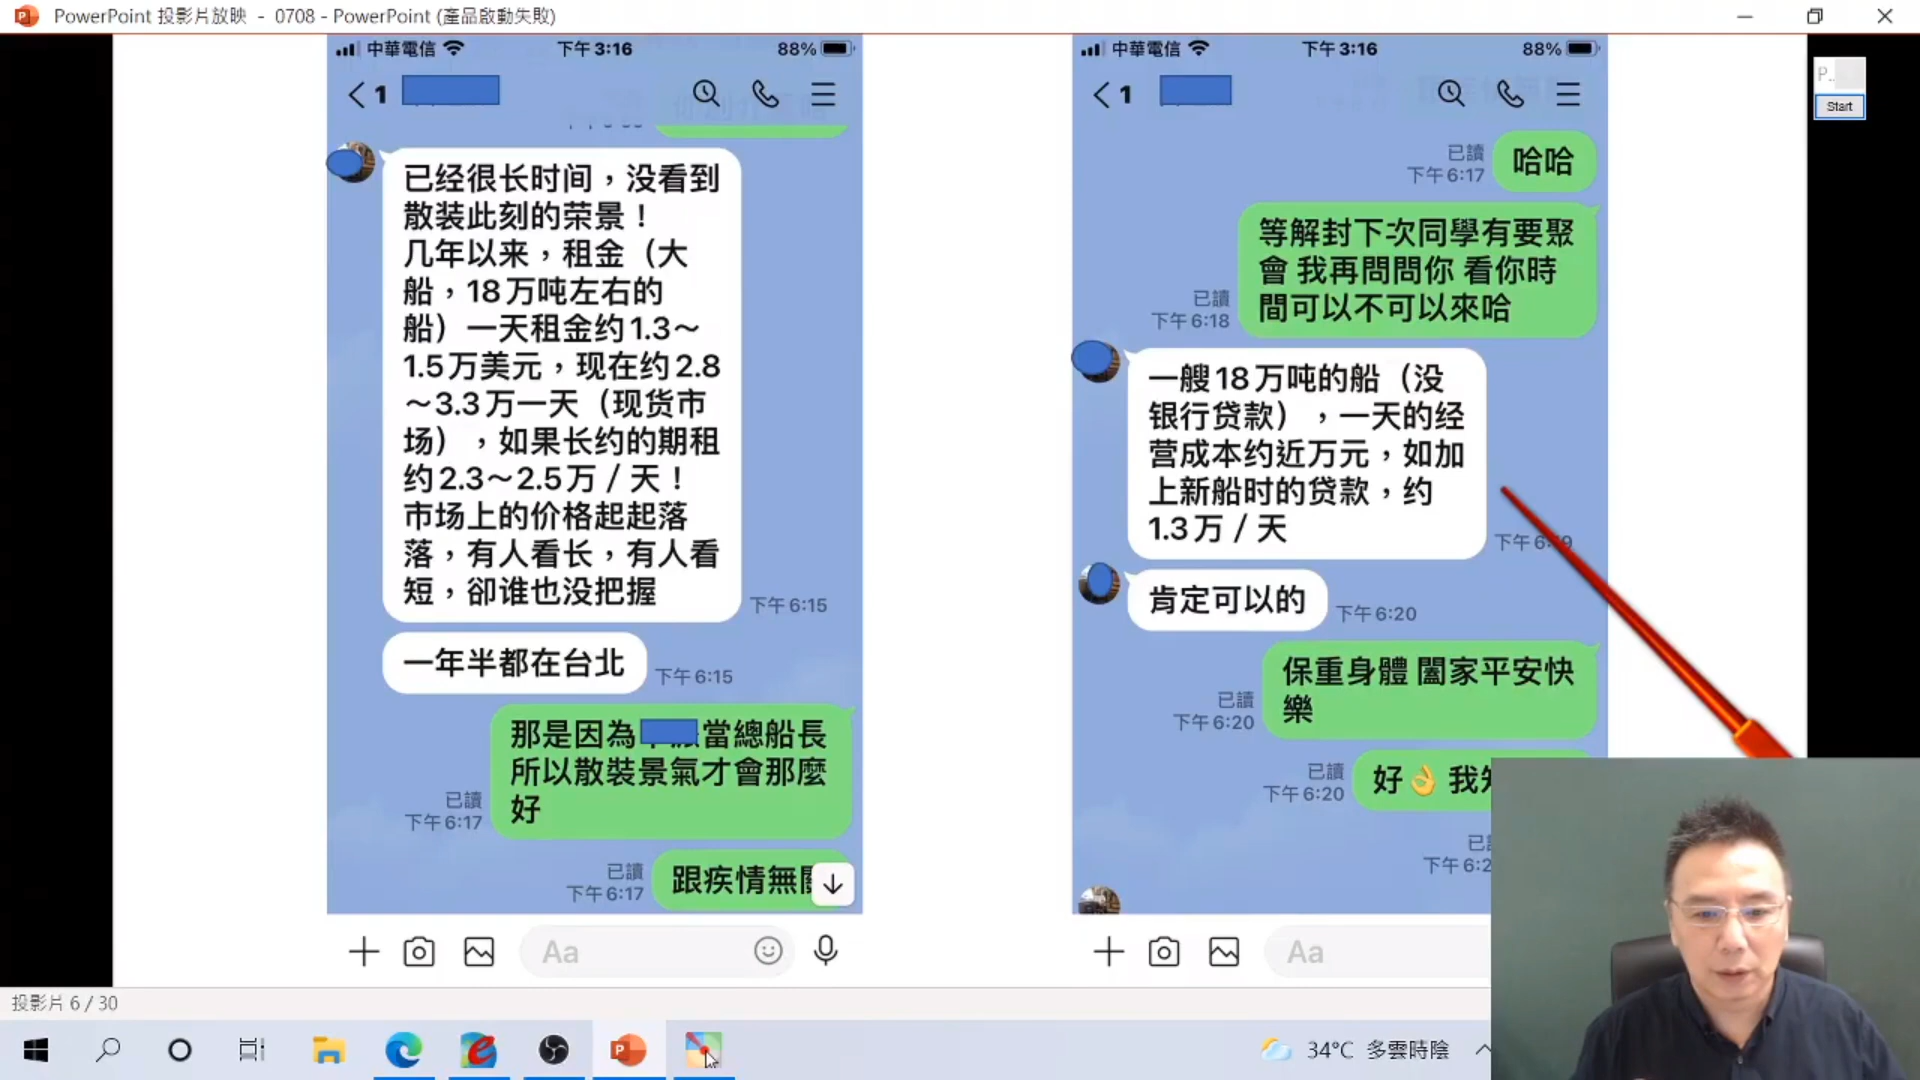 PowerPoint 投影片放映 - 0708 - PowerPoint (產品啟動失敗)
中華電信
下午3:16
88%
1
已经很长时间，没看到
散装此刻的荣景！
几年以来，租金（大
船，18万吨左右的
船）一天租金约1.3～
1.5万美元，现在约2.8
～3.3万一天（现货市
场），如果长约的期租
约2.3～2.5万/天！
市场上的价格起起落
落，有人看长，有人看
短，卻谁也没把握
下午6:15
一年半都在台北
下午6:15
那是因為 當總船長
所以散裝景氣才會那麼
好
已讀
下午6:17
跟疾情無
已讀
下午6:17
Aa
中華電信
下午3:16
88%
1
哈哈
已讀
下午6:17
等解封下次同學有要聚
會 我再問問你 看你時
間可以不可以來哈
已讀
下午6:18
一艘18万吨的船（没
银行贷款），一天的经
营成本约近万元，如加
上新船时的贷款，约
1.3万/天
下午6:19
肯定可以的
下午6:20
保重身體 闔家平安快
樂
已讀
下午6:20
好👌我
已讀
下午6:20
已讀
下午6:2
Aa
P..
Start
投影片 6 / 30
34°C 多雲時陰